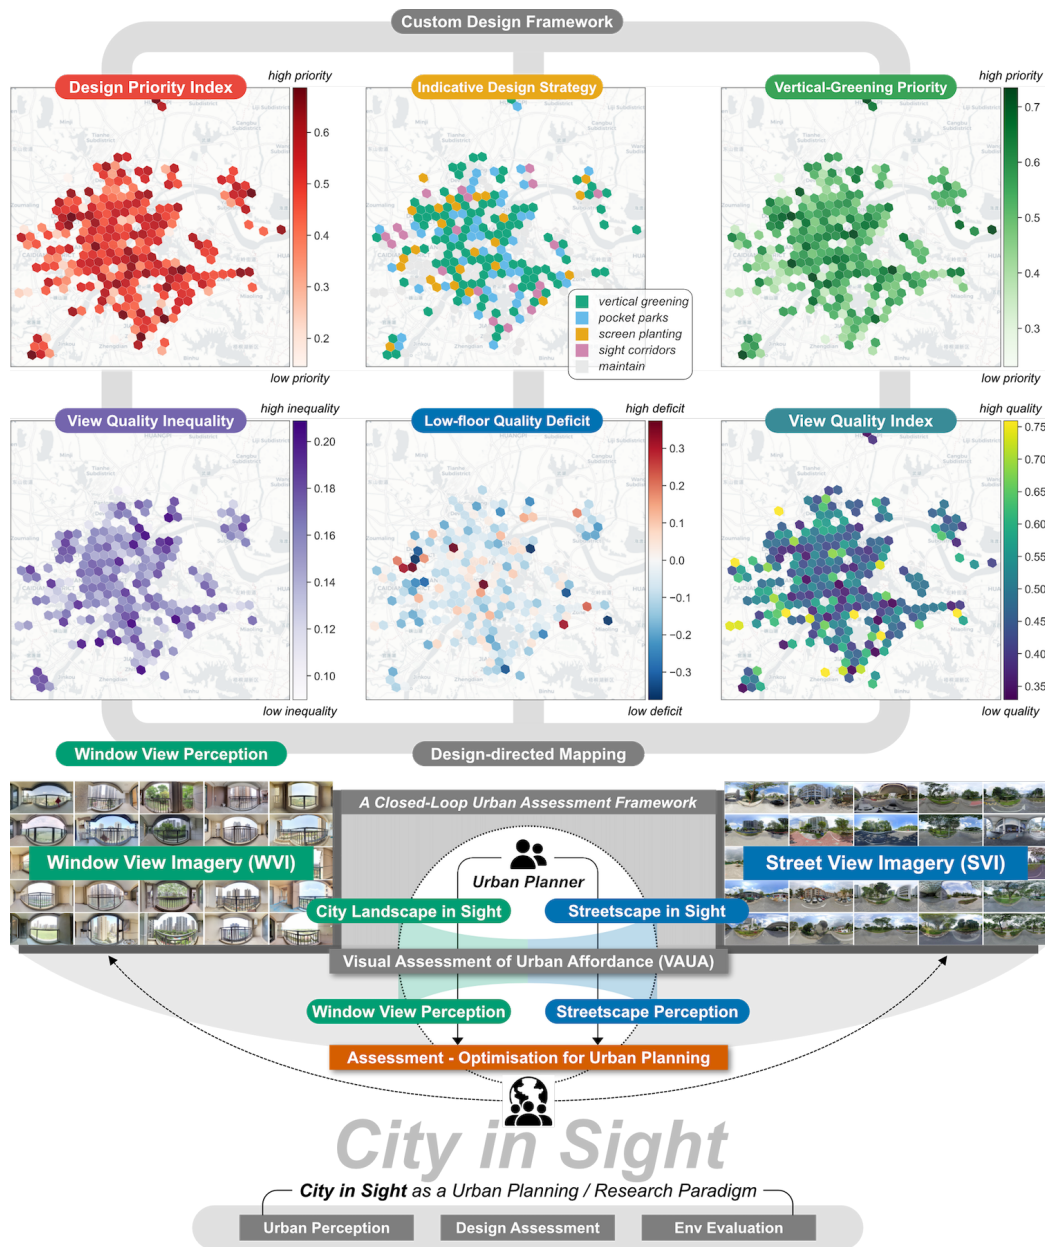 Custom Design Framework
Design Priority Index
high priority
Indicative Design Strategy
Vertical-Greening Priority
high priority
0.6
0.5
0.4
0.3
0.2
low priority
vertical greening
pocket parks
screen planting
sight corridors
maintain
0.7
0.6
0.5
0.4
0.3
low priority
View Quality Inequality
high inequality
Low-floor Quality Deficit
high deficit
View Quality Index
high quality
0.20
0.18
0.16
0.14
0.12
0.10
low inequality
0.3
0.2
0.1
0.0
−0.1
−0.2
−0.3
low deficit
0.75
0.70
0.65
0.60
0.55
0.50
0.45
0.40
0.35
low quality
Window View Perception
Design-directed Mapping
A Closed-Loop Urban Assessment Framework
Window View Imagery (WVI)
Street View Imagery (SVI)
Urban Planner
City Landscape in Sight
Streetscape in Sight
Visual Assessment of Urban Affordance (VAUA)
Window View Perception
Streetscape Perception
Assessment - Optimisation for Urban Planning
City in Sight
City in Sight as a Urban Planning / Research Paradigm
Urban Perception
Design Assessment
Env Evaluation